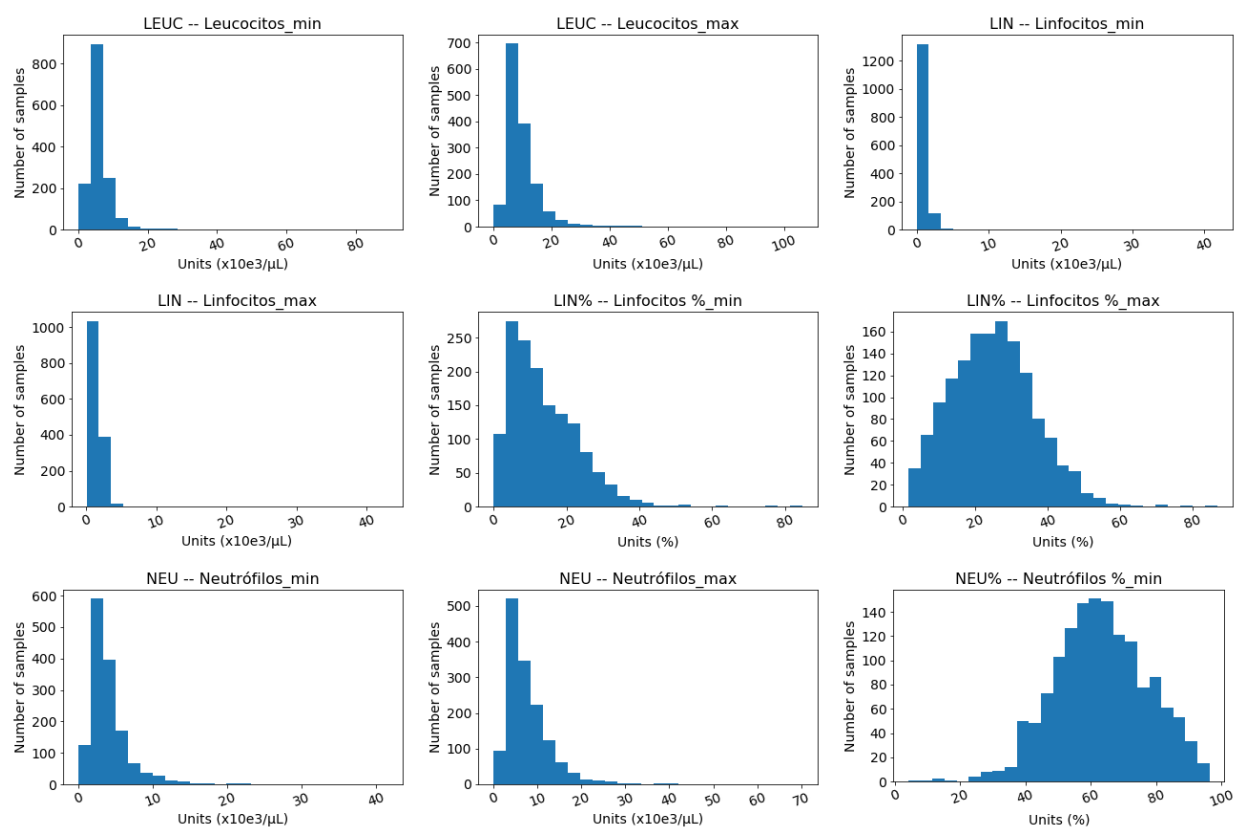 LEUC -- Leucocitos_min
Number of samples
800
600
400
200
0
0 20 40 60 80
Units (x10e3/μL)
LEUC -- Leucocitos_max
Number of samples
700
600
500
400
300
200
100
0
0 20 40 60 80 100
Units (x10e3/μL)
LIN -- Linfocitos_min
Number of samples
1200
1000
800
600
400
200
0
0 10 20 30 40
Units (x10e3/μL)
LIN -- Linfocitos_max
Number of samples
1000
800
600
400
200
0
0 10 20 30 40
Units (x10e3/μL)
LIN% -- Linfocitos %_min
Number of samples
250
200
150
100
50
0
0 20 40 60 80
Units (%)
LIN% -- Linfocitos %_max
Number of samples
160
140
120
100
80
60
40
20
0
0 20 40 60 80
Units (%)
NEU -- Neutrófilos_min
Number of samples
600
500
400
300
200
100
0
0 10 20 30 40
Units (x10e3/μL)
NEU -- Neutrófilos_max
Number of samples
500
400
300
200
100
0
0 10 20 30 40 50 60 70
Units (x10e3/μL)
NEU% -- Neutrófilos %_min
Number of samples
140
120
100
80
60
40
20
0
0 20 40 60 80 100
Units (%)